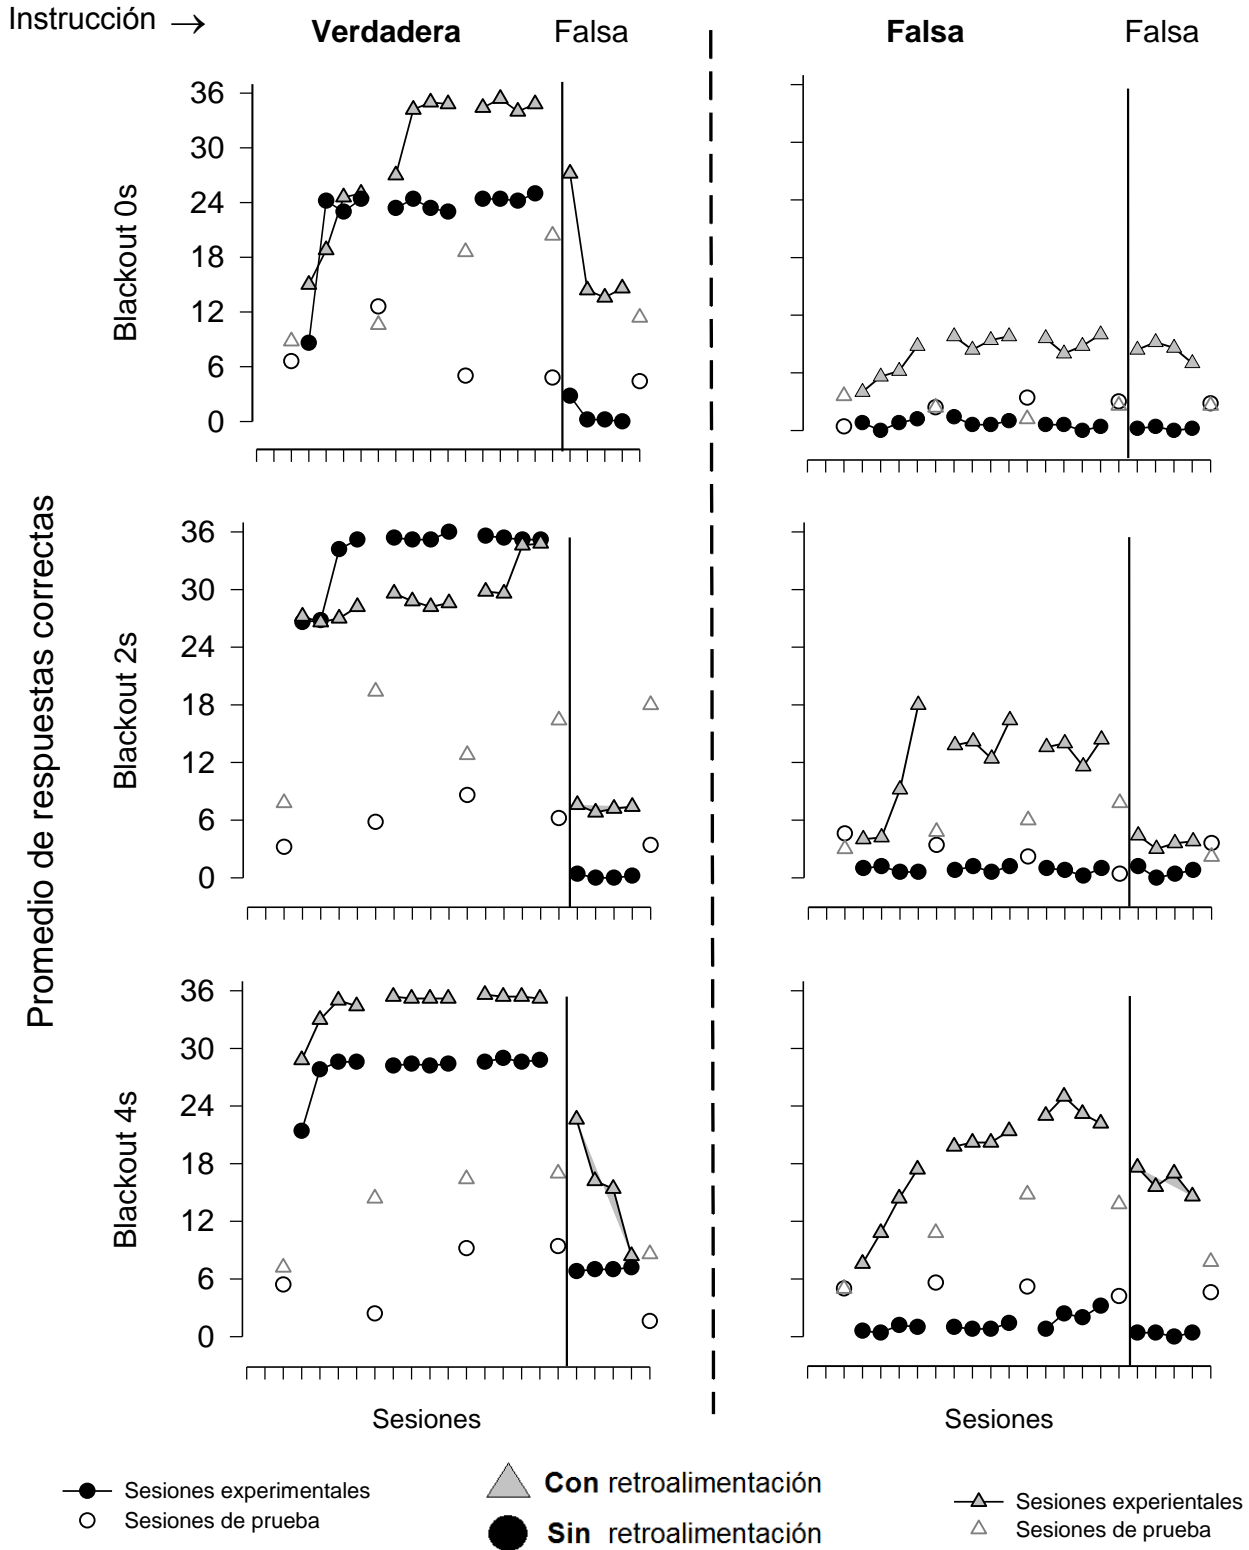 Instrucción →
Verdadera
Falsa
Falsa
Falsa
Promedio de respuestas correctas
Blackout 0s
36
30
24
18
12
6
0
Blackout 2s
36
30
24
18
12
6
0
Blackout 4s
36
30
24
18
12
6
0
Sesiones
Sesiones
Sesiones experimentales
Sesiones de prueba
Con retroalimentación
Sin retroalimentación
Sesiones experientales
Sesiones de prueba